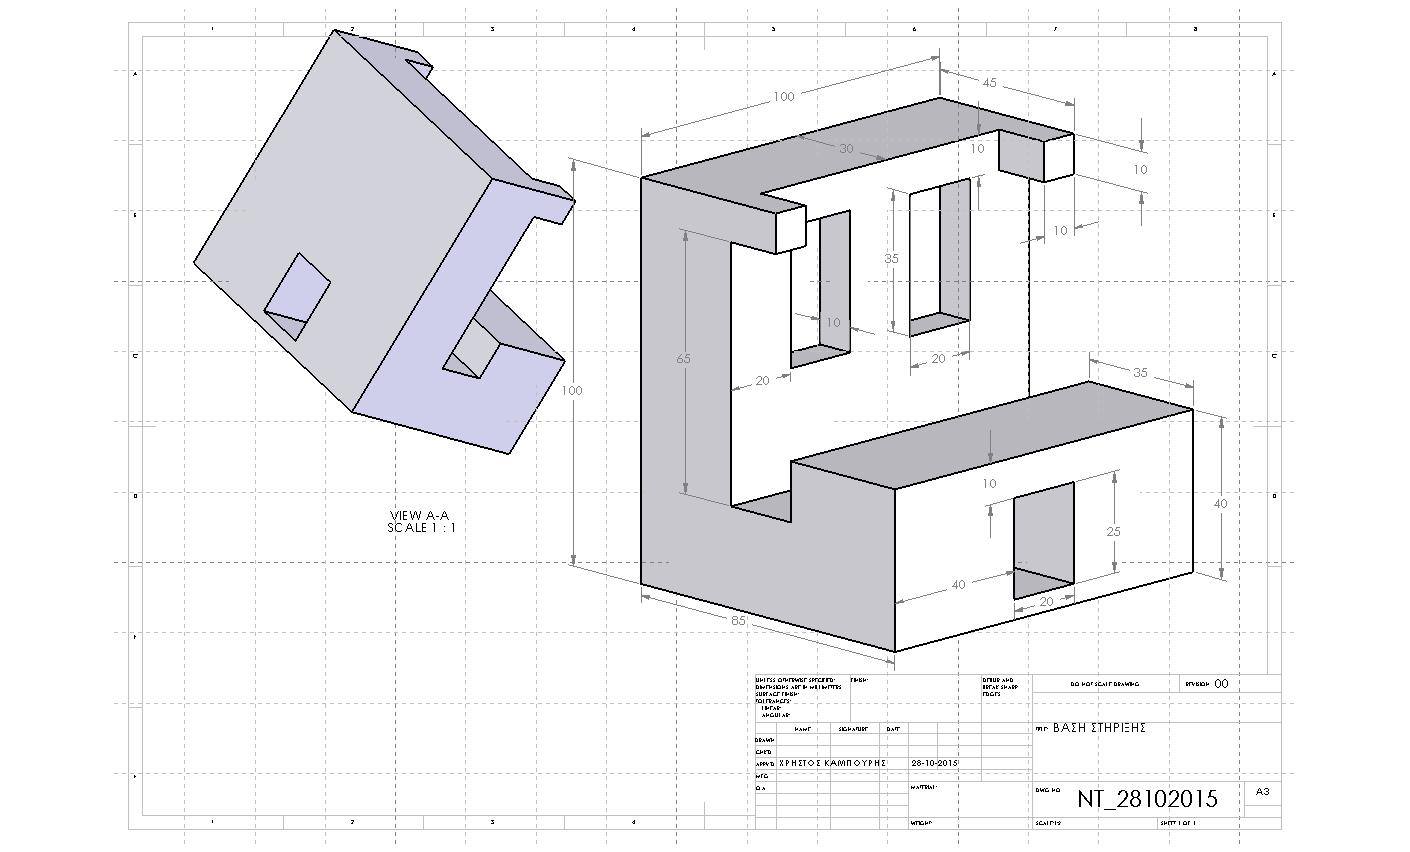 1 2 3 4 5 6 7 8
100
45
30
10
10
10
35
10
20
20
65
100
35
10
40
25
40
20
85
VIEW A-A
SCALE 1 : 1
UNLESS OTHERWISE SPECIFIED: FINISH: DEBUR AND DO NOT SCALE DRAWING REVISION 00
DIMENSIONS ARE IN MILLIMETERS BREAK SHARP
SURFACE FINISH: EDGES
TOLERANCES:
LINEAR:
ANGULAR:
NAME SIGNATURE DATE TITLE: ΒΑΣΗ ΣΤΗΡΙΞΗΣ
DRAWN
CHK'D
APPV'D ΧΡΗΣΤΟΣ ΚΑΜΠΟΥΡΗΣ 28-10-2015
MFG
Q.A MATERIAL: DWG NO. NT_28102015 A3
WEIGHT: SCALE:1:2 SHEET 1 OF 1
1 2 3 4